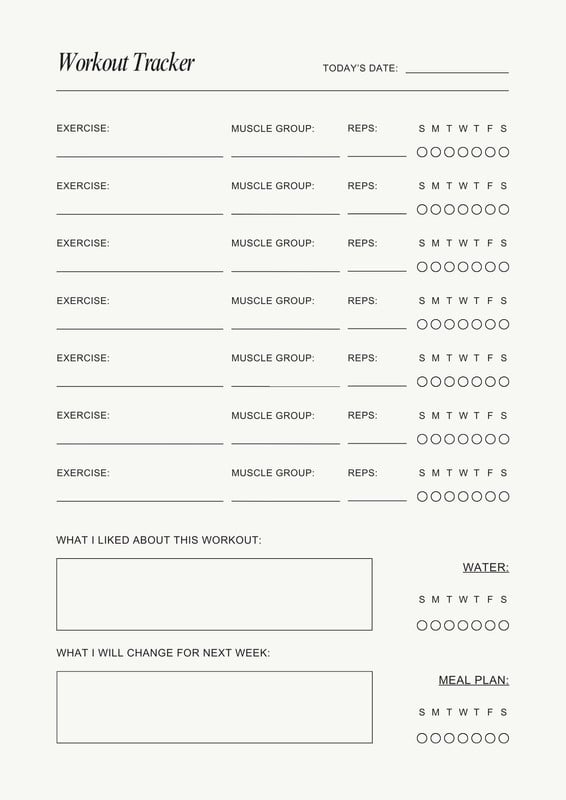 Workout Tracker
TODAY'S DATE:
EXERCISE: MUSCLE GROUP: REPS: S M T W T F S
EXERCISE: MUSCLE GROUP: REPS: S M T W T F S
EXERCISE: MUSCLE GROUP: REPS: S M T W T F S
EXERCISE: MUSCLE GROUP: REPS: S M T W T F S
EXERCISE: MUSCLE GROUP: REPS: S M T W T F S
EXERCISE: MUSCLE GROUP: REPS: S M T W T F S
EXERCISE: MUSCLE GROUP: REPS: S M T W T F S
WHAT I LIKED ABOUT THIS WORKOUT:
WATER:
S M T W T F S
WHAT I WILL CHANGE FOR NEXT WEEK:
MEAL PLAN:
S M T W T F S